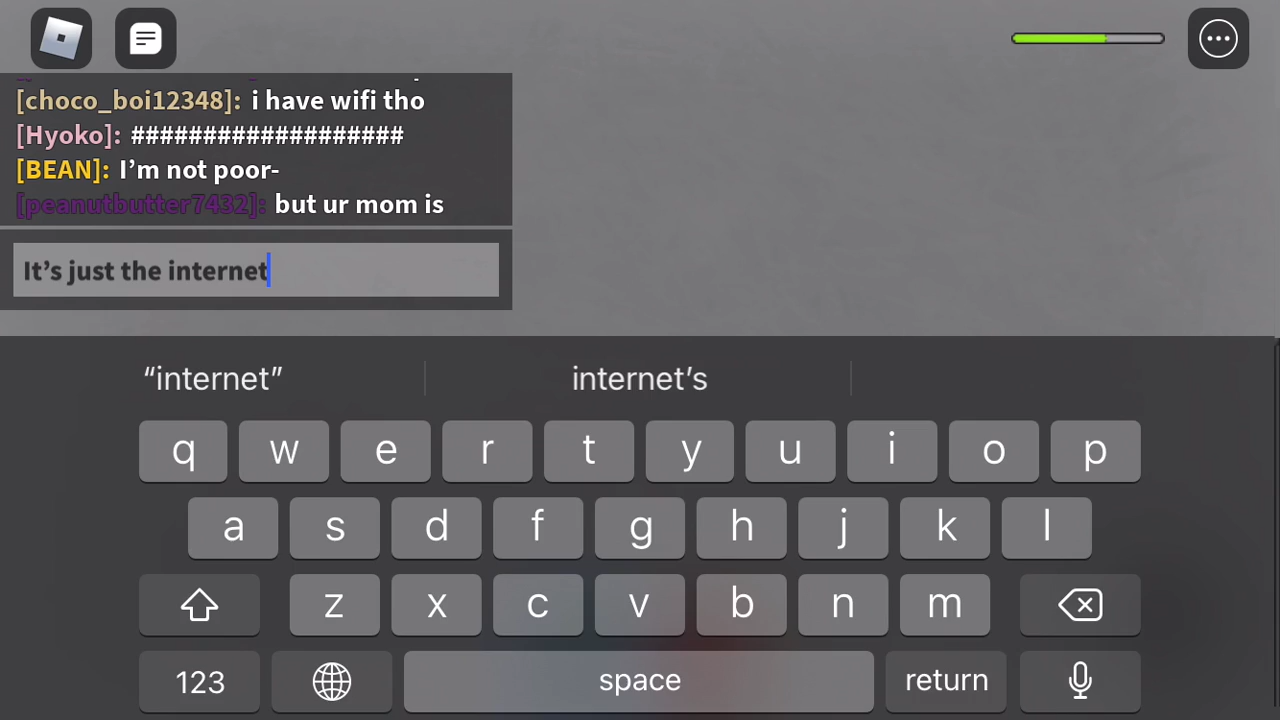 [choco_boi12348]: i have wifi tho
[Hyoko]: ###################
[BEAN]: I’m not poor-
[peanutbutter7432]: but ur mom is
It’s just the internet
“internet” internet’s
q w e r t y u i o p
a s d f g h j k l
z x c v b n m
123 space return